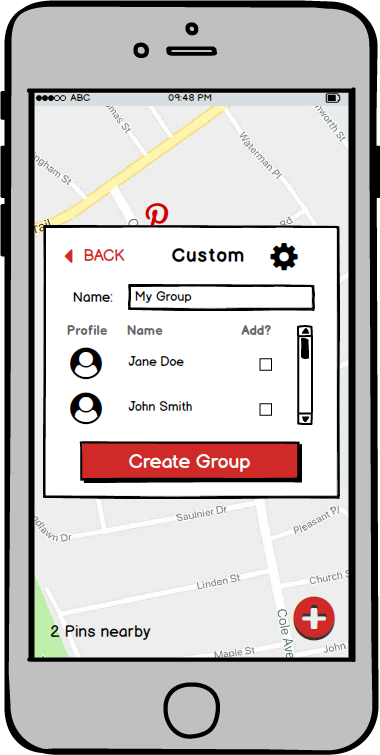 ABC 09:48 PM
mas St
nworth St
Waterman Pl
ngham St
Rd
rail
BACK Custom
Name: My Group
Profile Name Add?
Jane Doe
John Smith
Create Group
Saulnier Dr
Pleasant Pl
ndlawn Dr
Linden St
Church S
Cole Ave
2 Pins nearby
Maple St
John